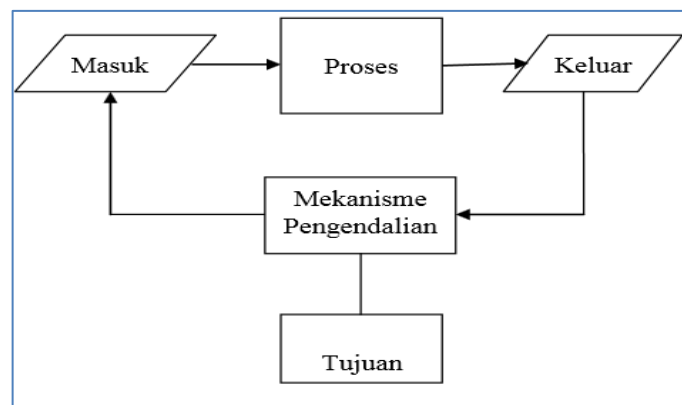 Masuk
Proses
Keluar
Mekanisme
Pengendalian
Tujuan